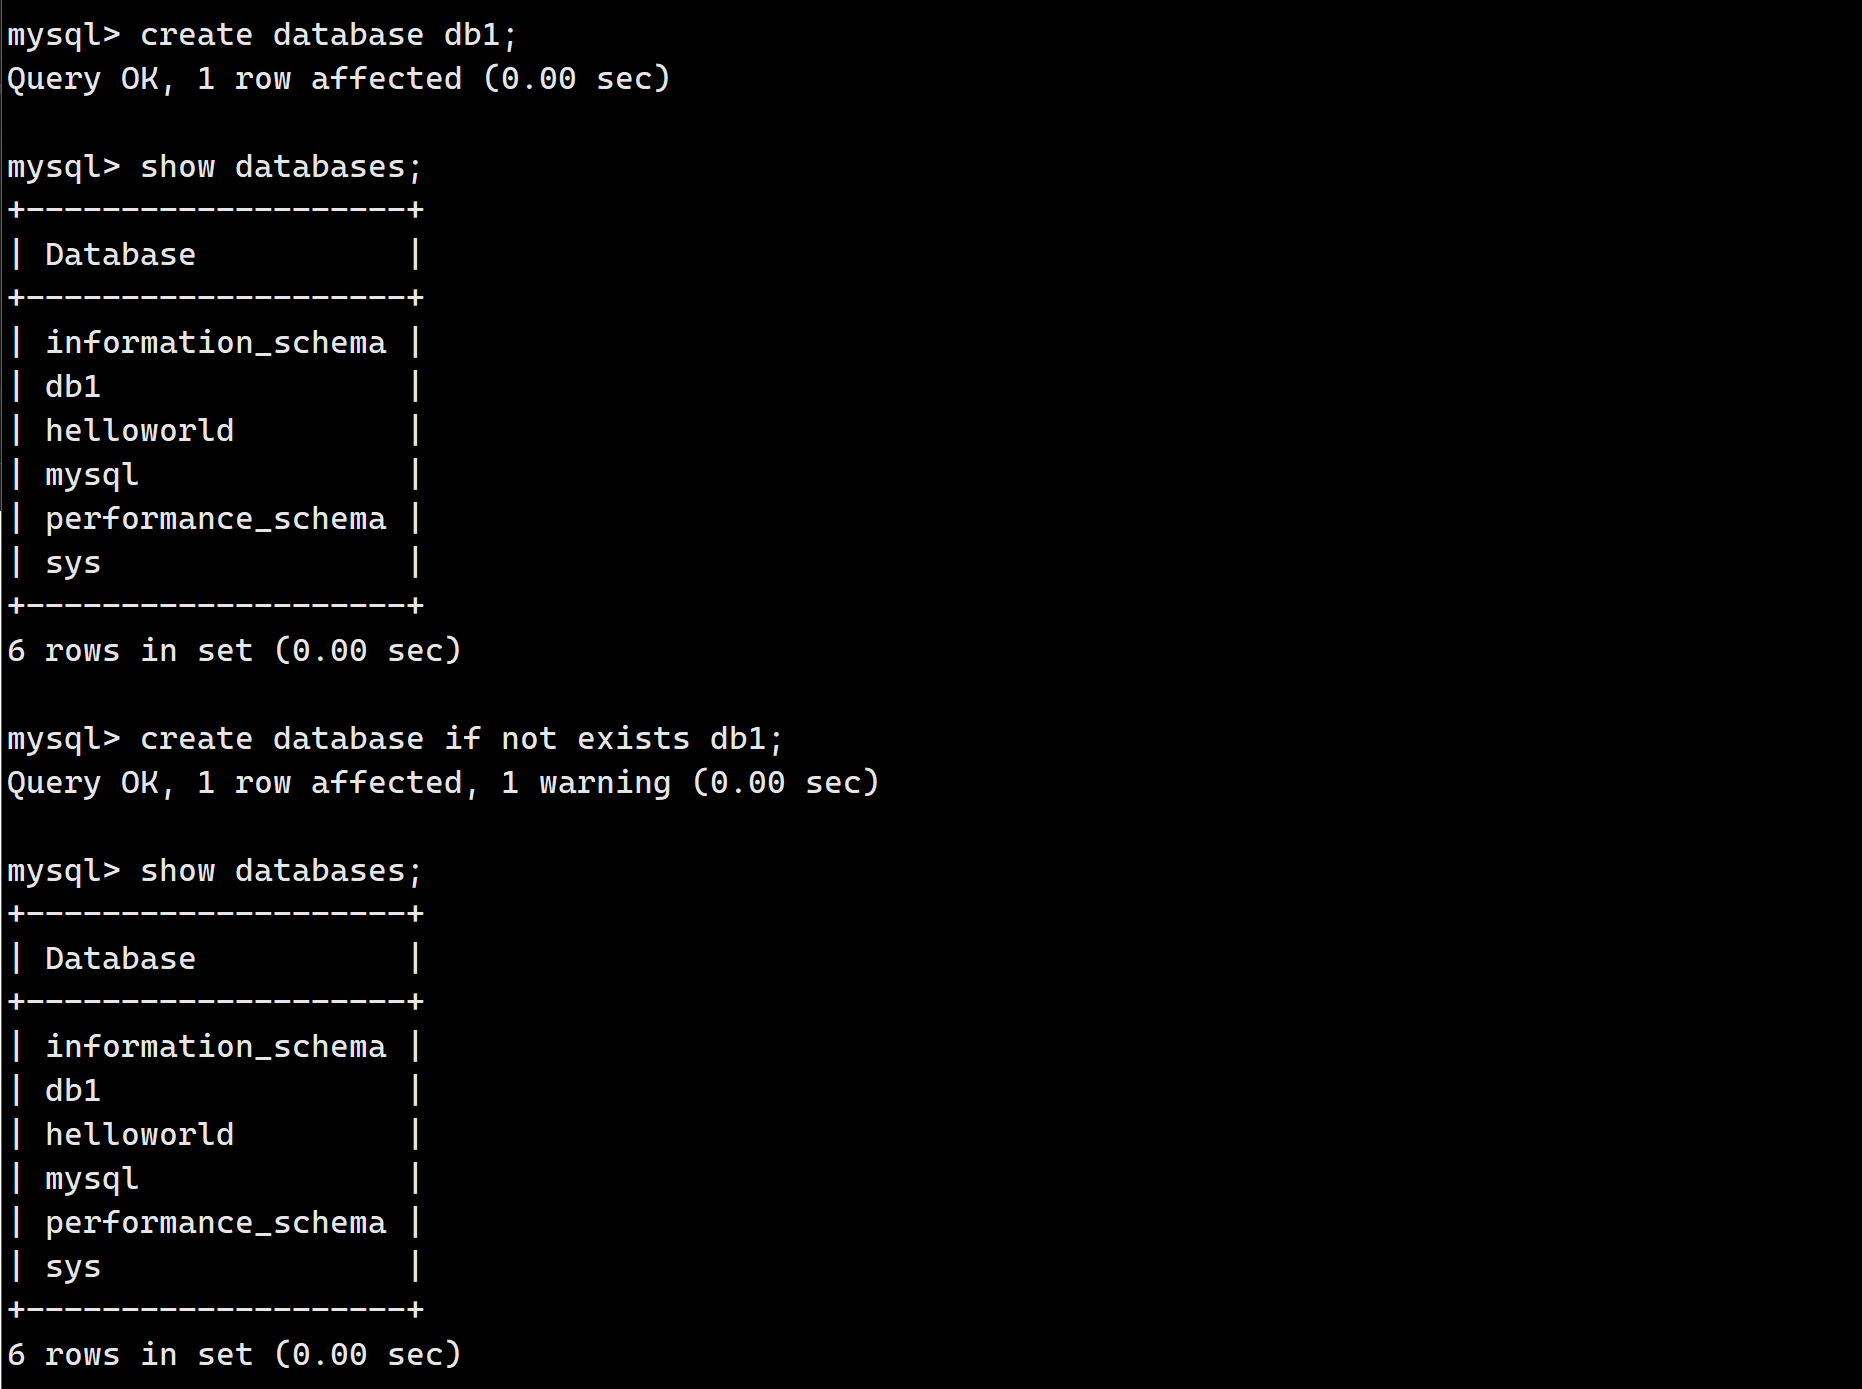 mysql> create database db1;
Query OK, 1 row affected (0.00 sec)

mysql> show databases;
+--------------------+
| Database           |
+--------------------+
| information_schema |
| db1                |
| helloworld         |
| mysql              |
| performance_schema |
| sys                |
+--------------------+
6 rows in set (0.00 sec)

mysql> create database if not exists db1;
Query OK, 1 row affected, 1 warning (0.00 sec)

mysql> show databases;
+--------------------+
| Database           |
+--------------------+
| information_schema |
| db1                |
| helloworld         |
| mysql              |
| performance_schema |
| sys                |
+--------------------+
6 rows in set (0.00 sec)